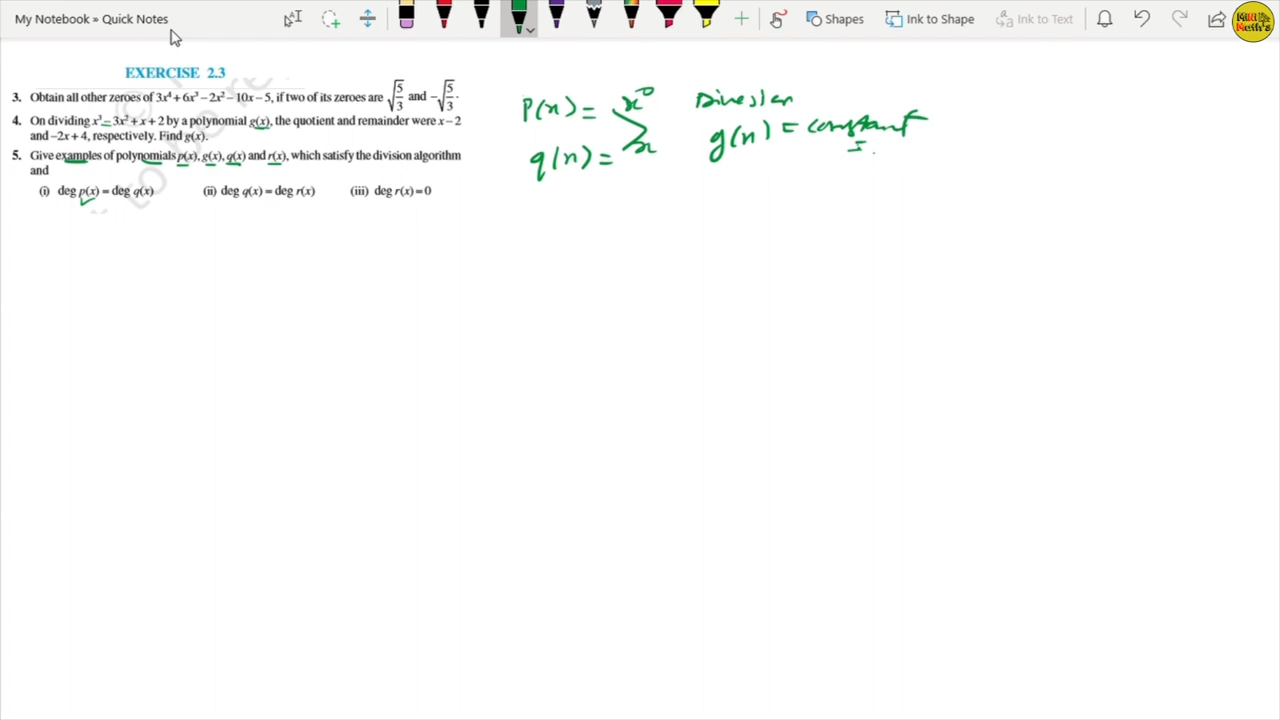 My Notebook » Quick Notes
Shapes
Ink to Shape
Ink to Text
EXERCISE 2.3
3. Obtain all other zeroes of 3x⁴ + 6x³ – 2x² – 10x – 5, if two of its zeroes are √(5/3) and –√(5/3).
4. On dividing x³ – 3x² + x + 2 by a polynomial g(x), the quotient and remainder were x – 2
and –2x + 4, respectively. Find g(x).
5. Give examples of polynomials p(x), g(x), q(x) and r(x), which satisfy the division algorithm
and
(i) deg p(x) = deg q(x) (ii) deg q(x) = deg r(x) (iii) deg r(x) = 0
P(x) =
q(x) =
g(x) = constant